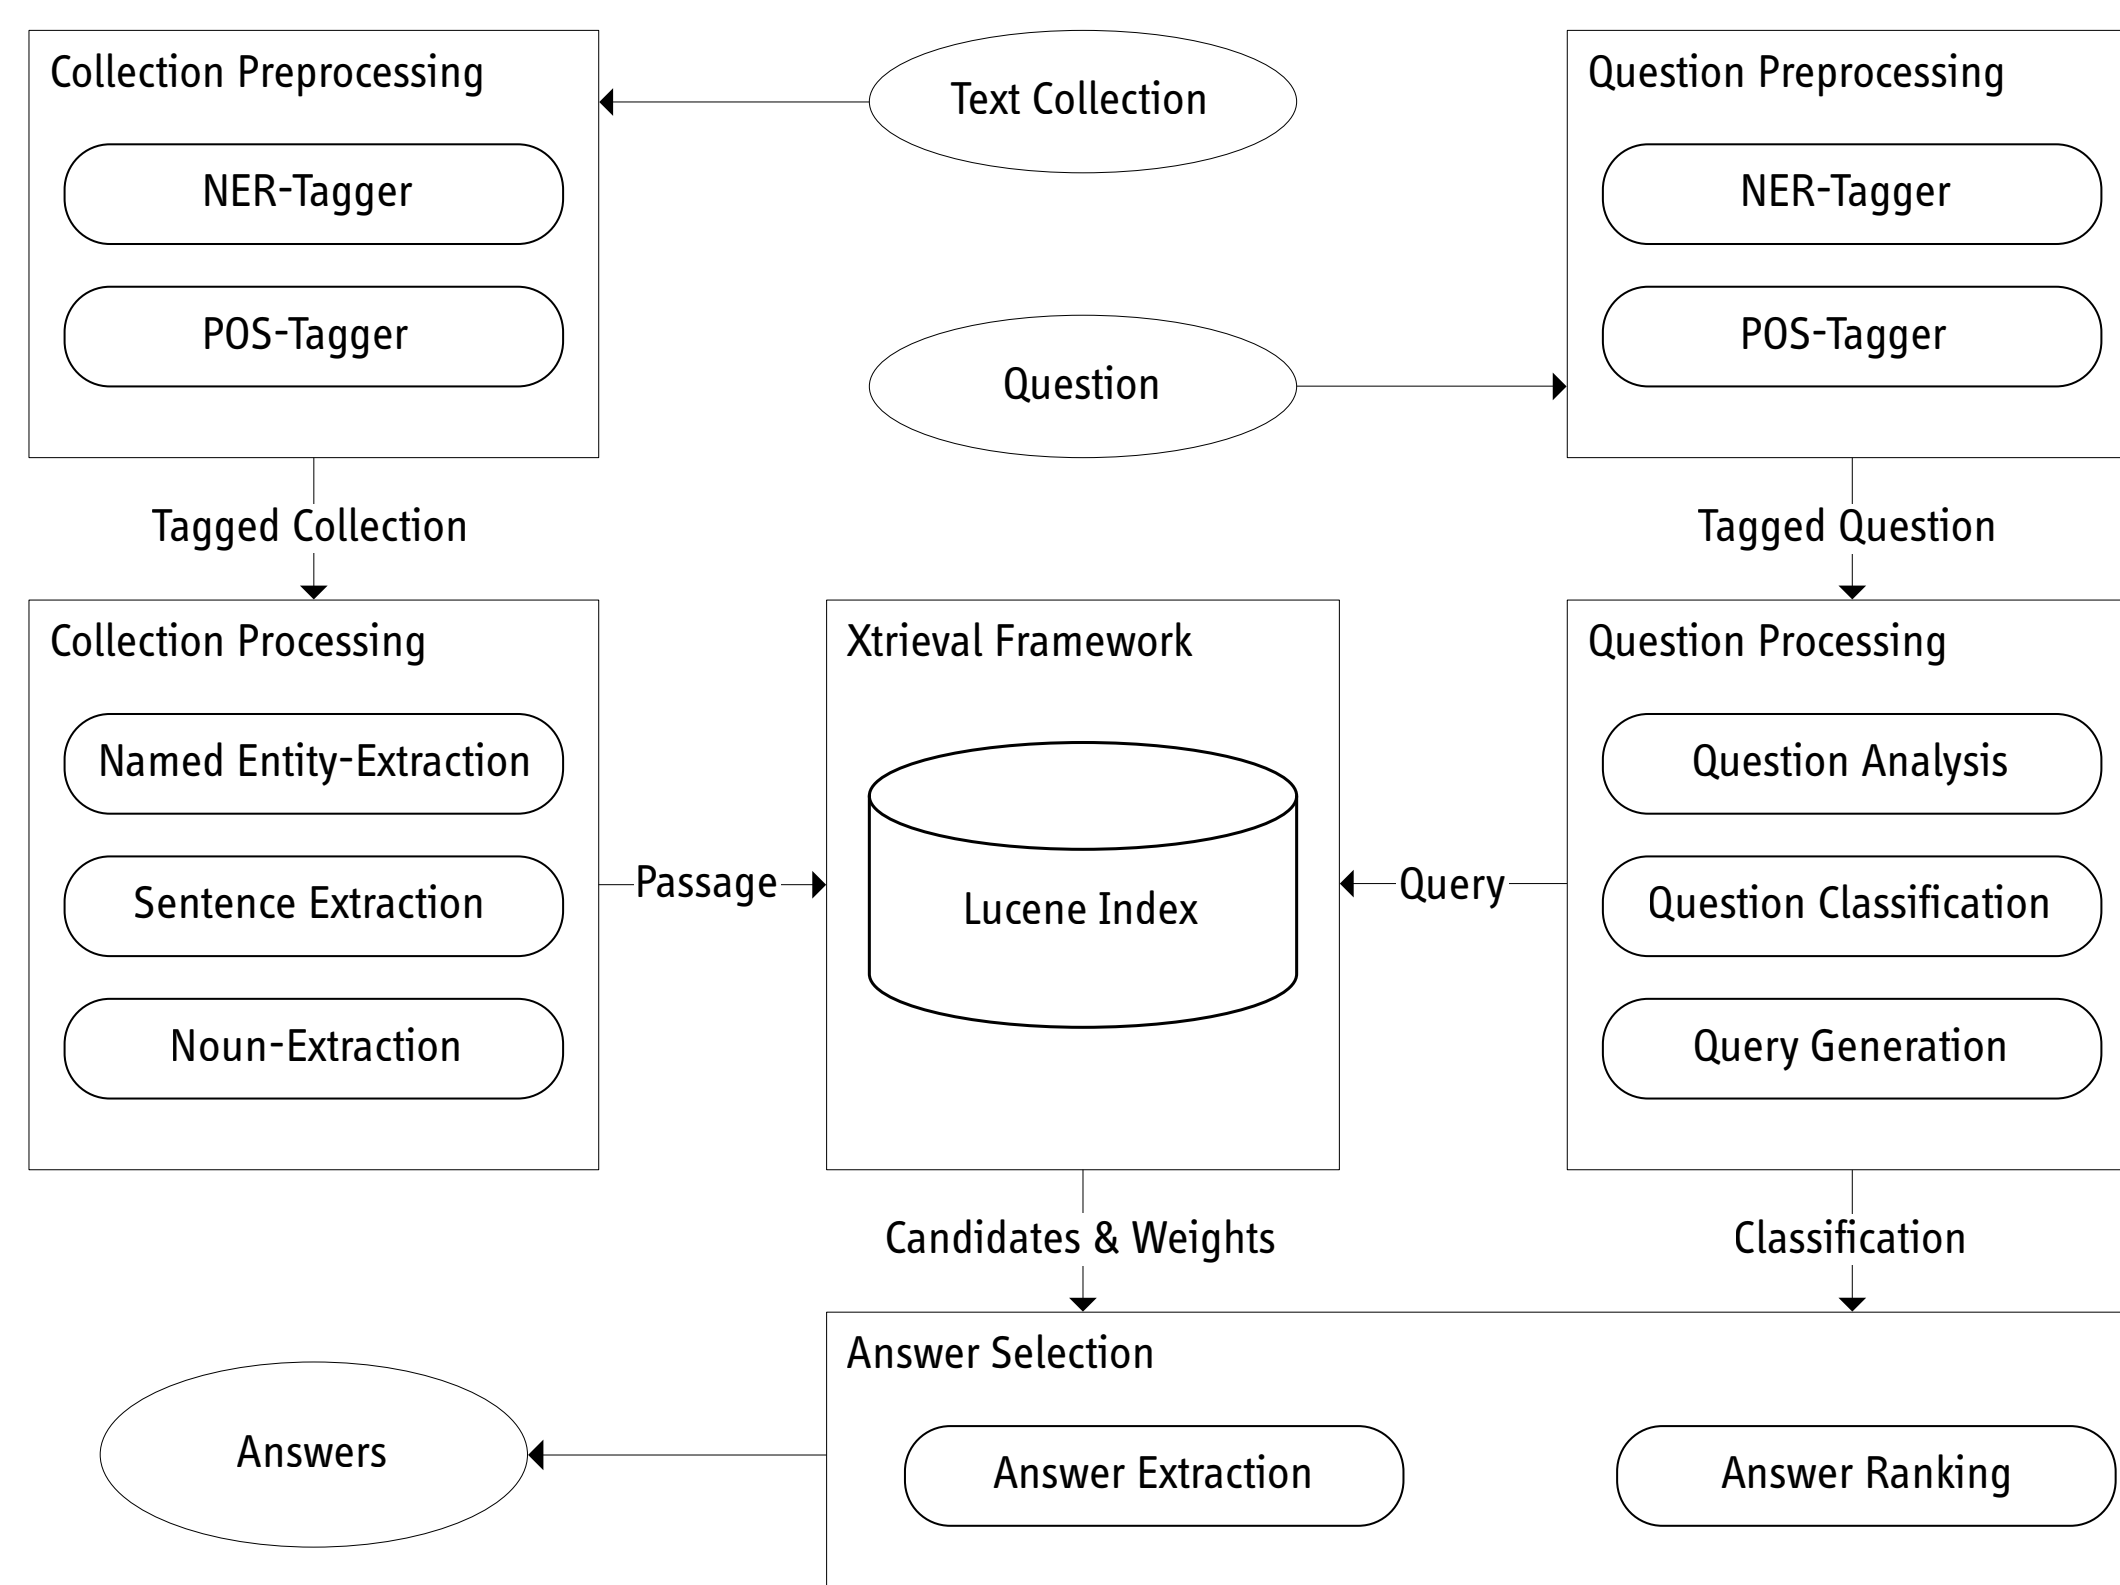 Collection Preprocessing
NER-Tagger
POS-Tagger
Text Collection
Question
Question Preprocessing
NER-Tagger
POS-Tagger
Tagged Collection
Tagged Question
Collection Processing
Named Entity-Extraction
Sentence Extraction
Noun-Extraction
Passage
Xtrieval Framework
Lucene Index
Query
Question Processing
Question Analysis
Question Classification
Query Generation
Candidates & Weights
Classification
Answer Selection
Answer Extraction
Answer Ranking
Answers